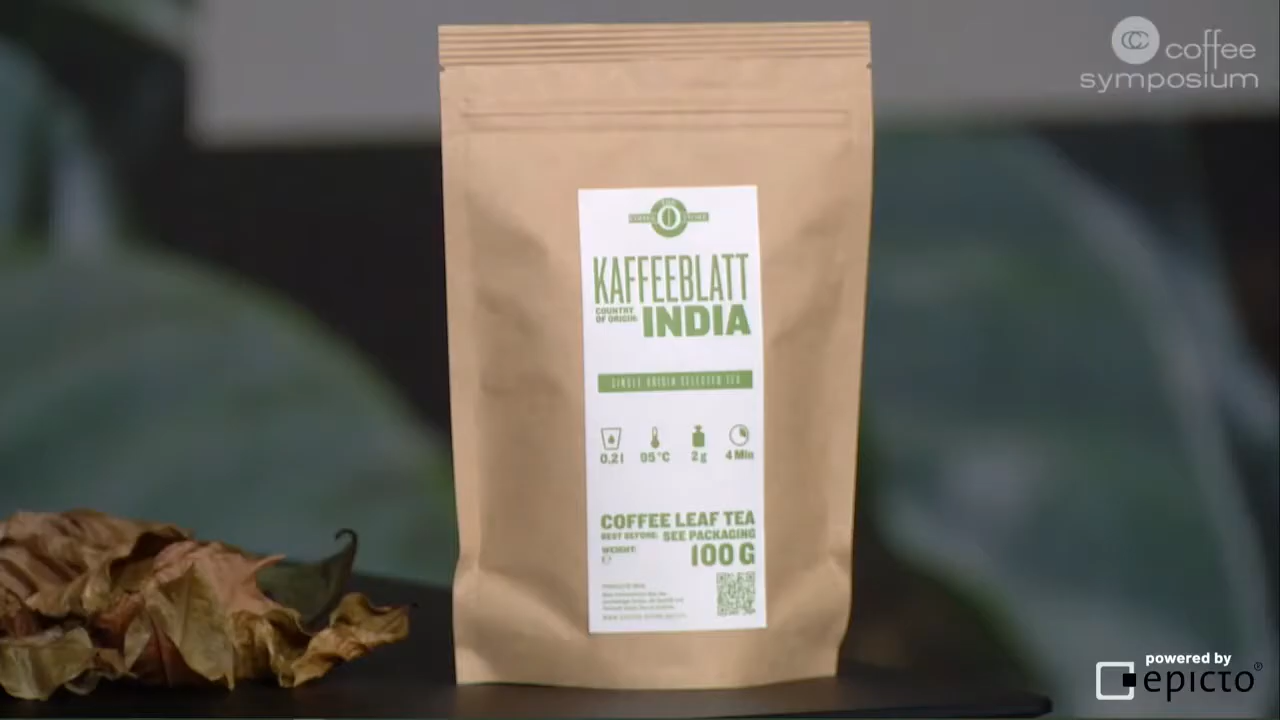 coffee
symposium
KAFFEEBLATT
COUNTRY
OF ORIGIN:
INDIA
SINGLE ORIGIN SELECTED TEA
0,2 l 95 °C 2 g 4 Min
COFFEE LEAF TEA
BEST BEFORE: SEE PACKAGING
WEIGHT: 100 G
powered by
epicto®